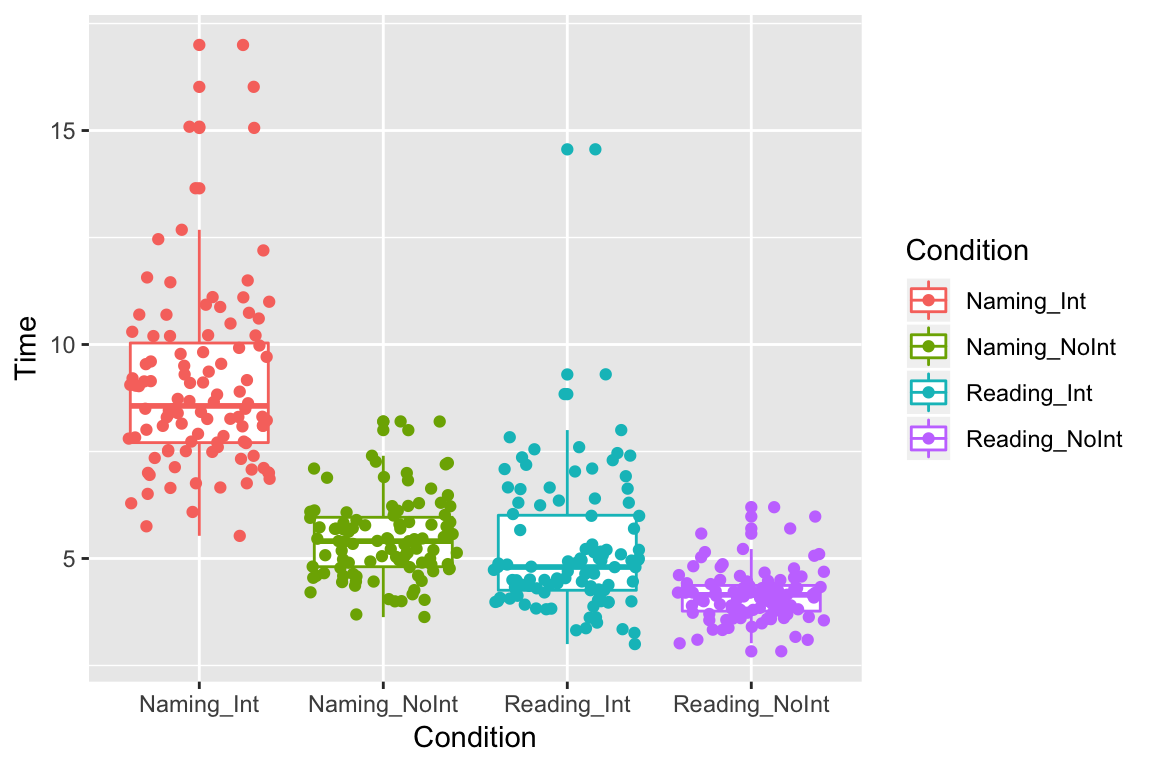 Time
15
10
5
Naming_Int Naming_NoInt Reading_Int Reading_NoInt
Condition
Condition
Naming_Int
Naming_NoInt
Reading_Int
Reading_NoInt